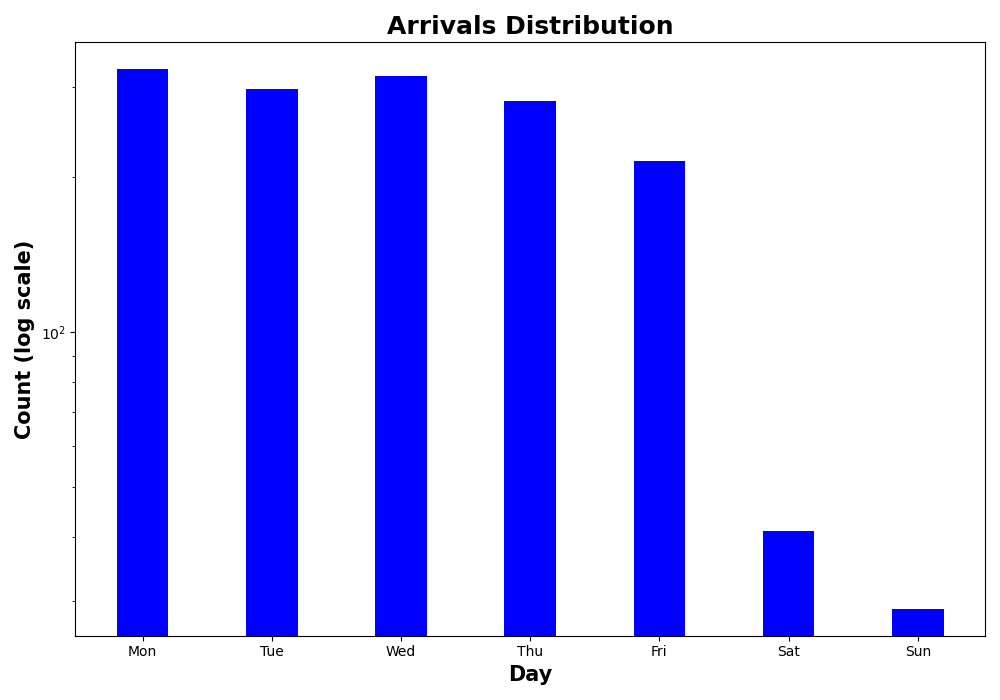 Arrivals Distribution
Count (log scale)
10²
Mon Tue Wed Thu Fri Sat Sun
Day